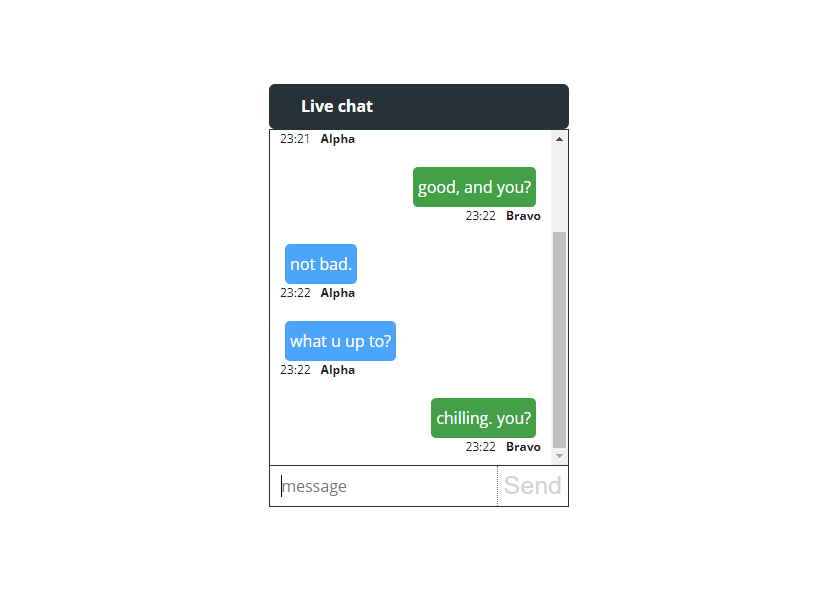 Live chat
23:21 Alpha
good, and you?
23:22 Bravo
not bad.
23:22 Alpha
what u up to?
23:22 Alpha
chilling. you?
23:22 Bravo
message Send